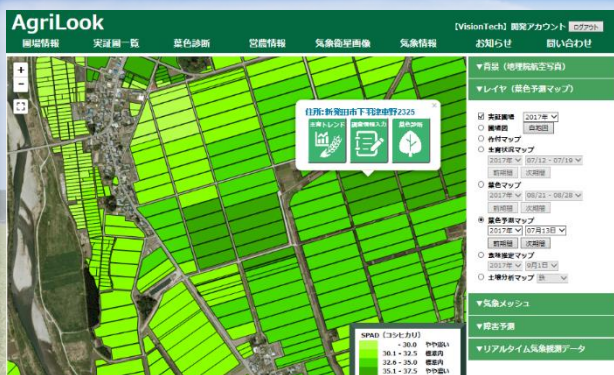 AgriLook
【VisionTech】開発アカウント ログアウト
圃場情報 実証圃一覧 葉色診断 営農情報 気象衛星画像 気象情報 お知らせ 問い合わせ
+
-
×
住所:新発田市下羽津車野2325
生育トレンド 調査情報入力 葉色診断
▼背景（地理院航空写真）
▼レイヤ（葉色予測マップ）
実証圃場 2017年
圃場図 白地図
作付マップ
生育状況マップ
2017年 07/12 - 07/19
前期間 次期間
葉色マップ
2017年 08/21 - 08/28
前期間 次期間
葉色予測マップ
2017年 07月13日
前期間 次期間
食味推定マップ
2017年 9月1日
土壌分析マップ 鉄
▼気象メッシュ
▼障害予測
▼リアルタイム気象観測データ
SPAD（コシヒカリ）
- 30.0 やや淡い
30.1 - 32.5 標準内
32.6 - 35.0 標準内
35.1 - 37.5 やや濃い